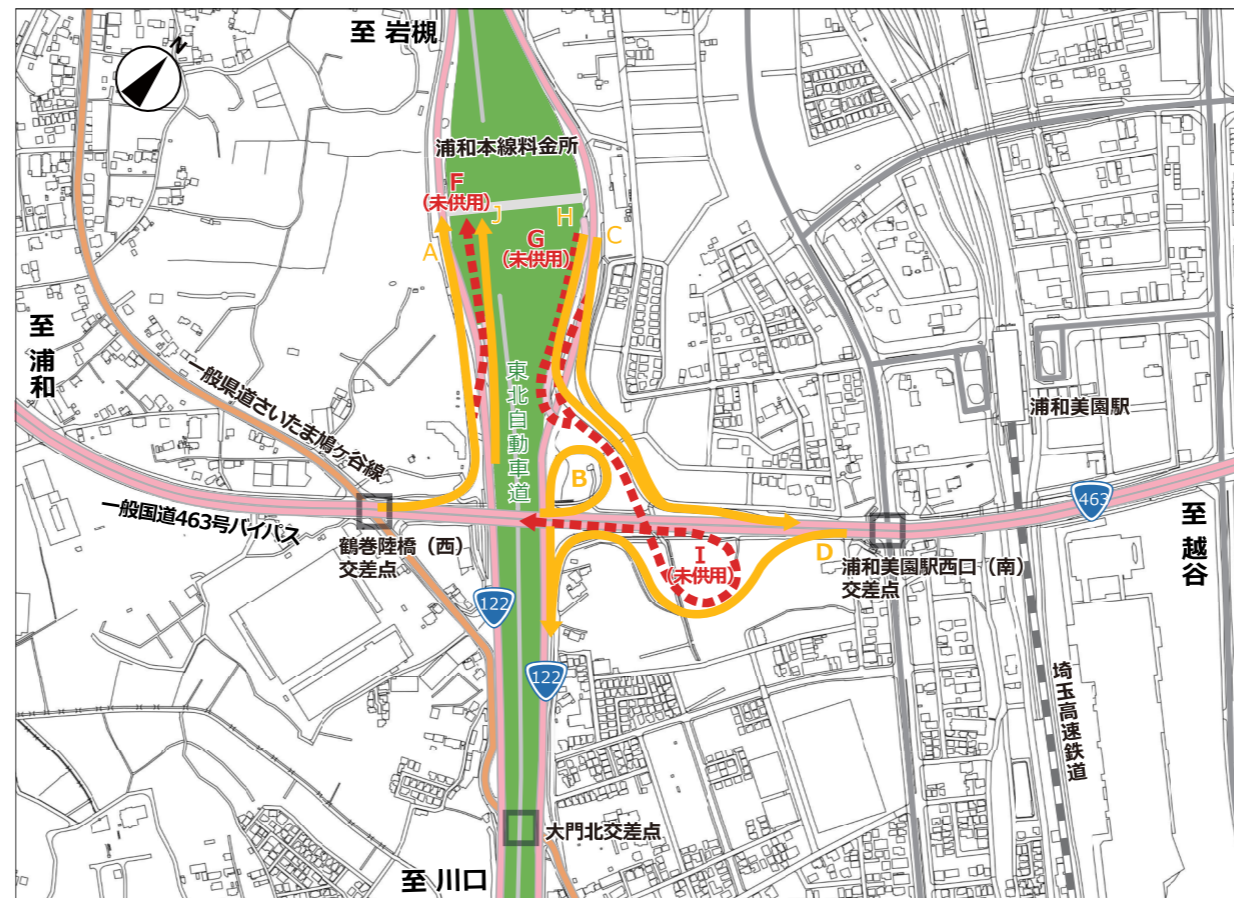 至 岩槻
N
浦和本線料金所
F
(未供用)
J
A
H
C
G
(未供用)
至 浦和
一般県道さいたま鳩ヶ谷線
東北自動車道
浦和美園駅
B
463
一般国道463号バイパス
至 越谷
鶴巻陸橋（西）
交差点
I
(未供用)
D
浦和美園駅西口（南）
交差点
122
122
埼玉高速鉄道
大門北交差点
至 川口